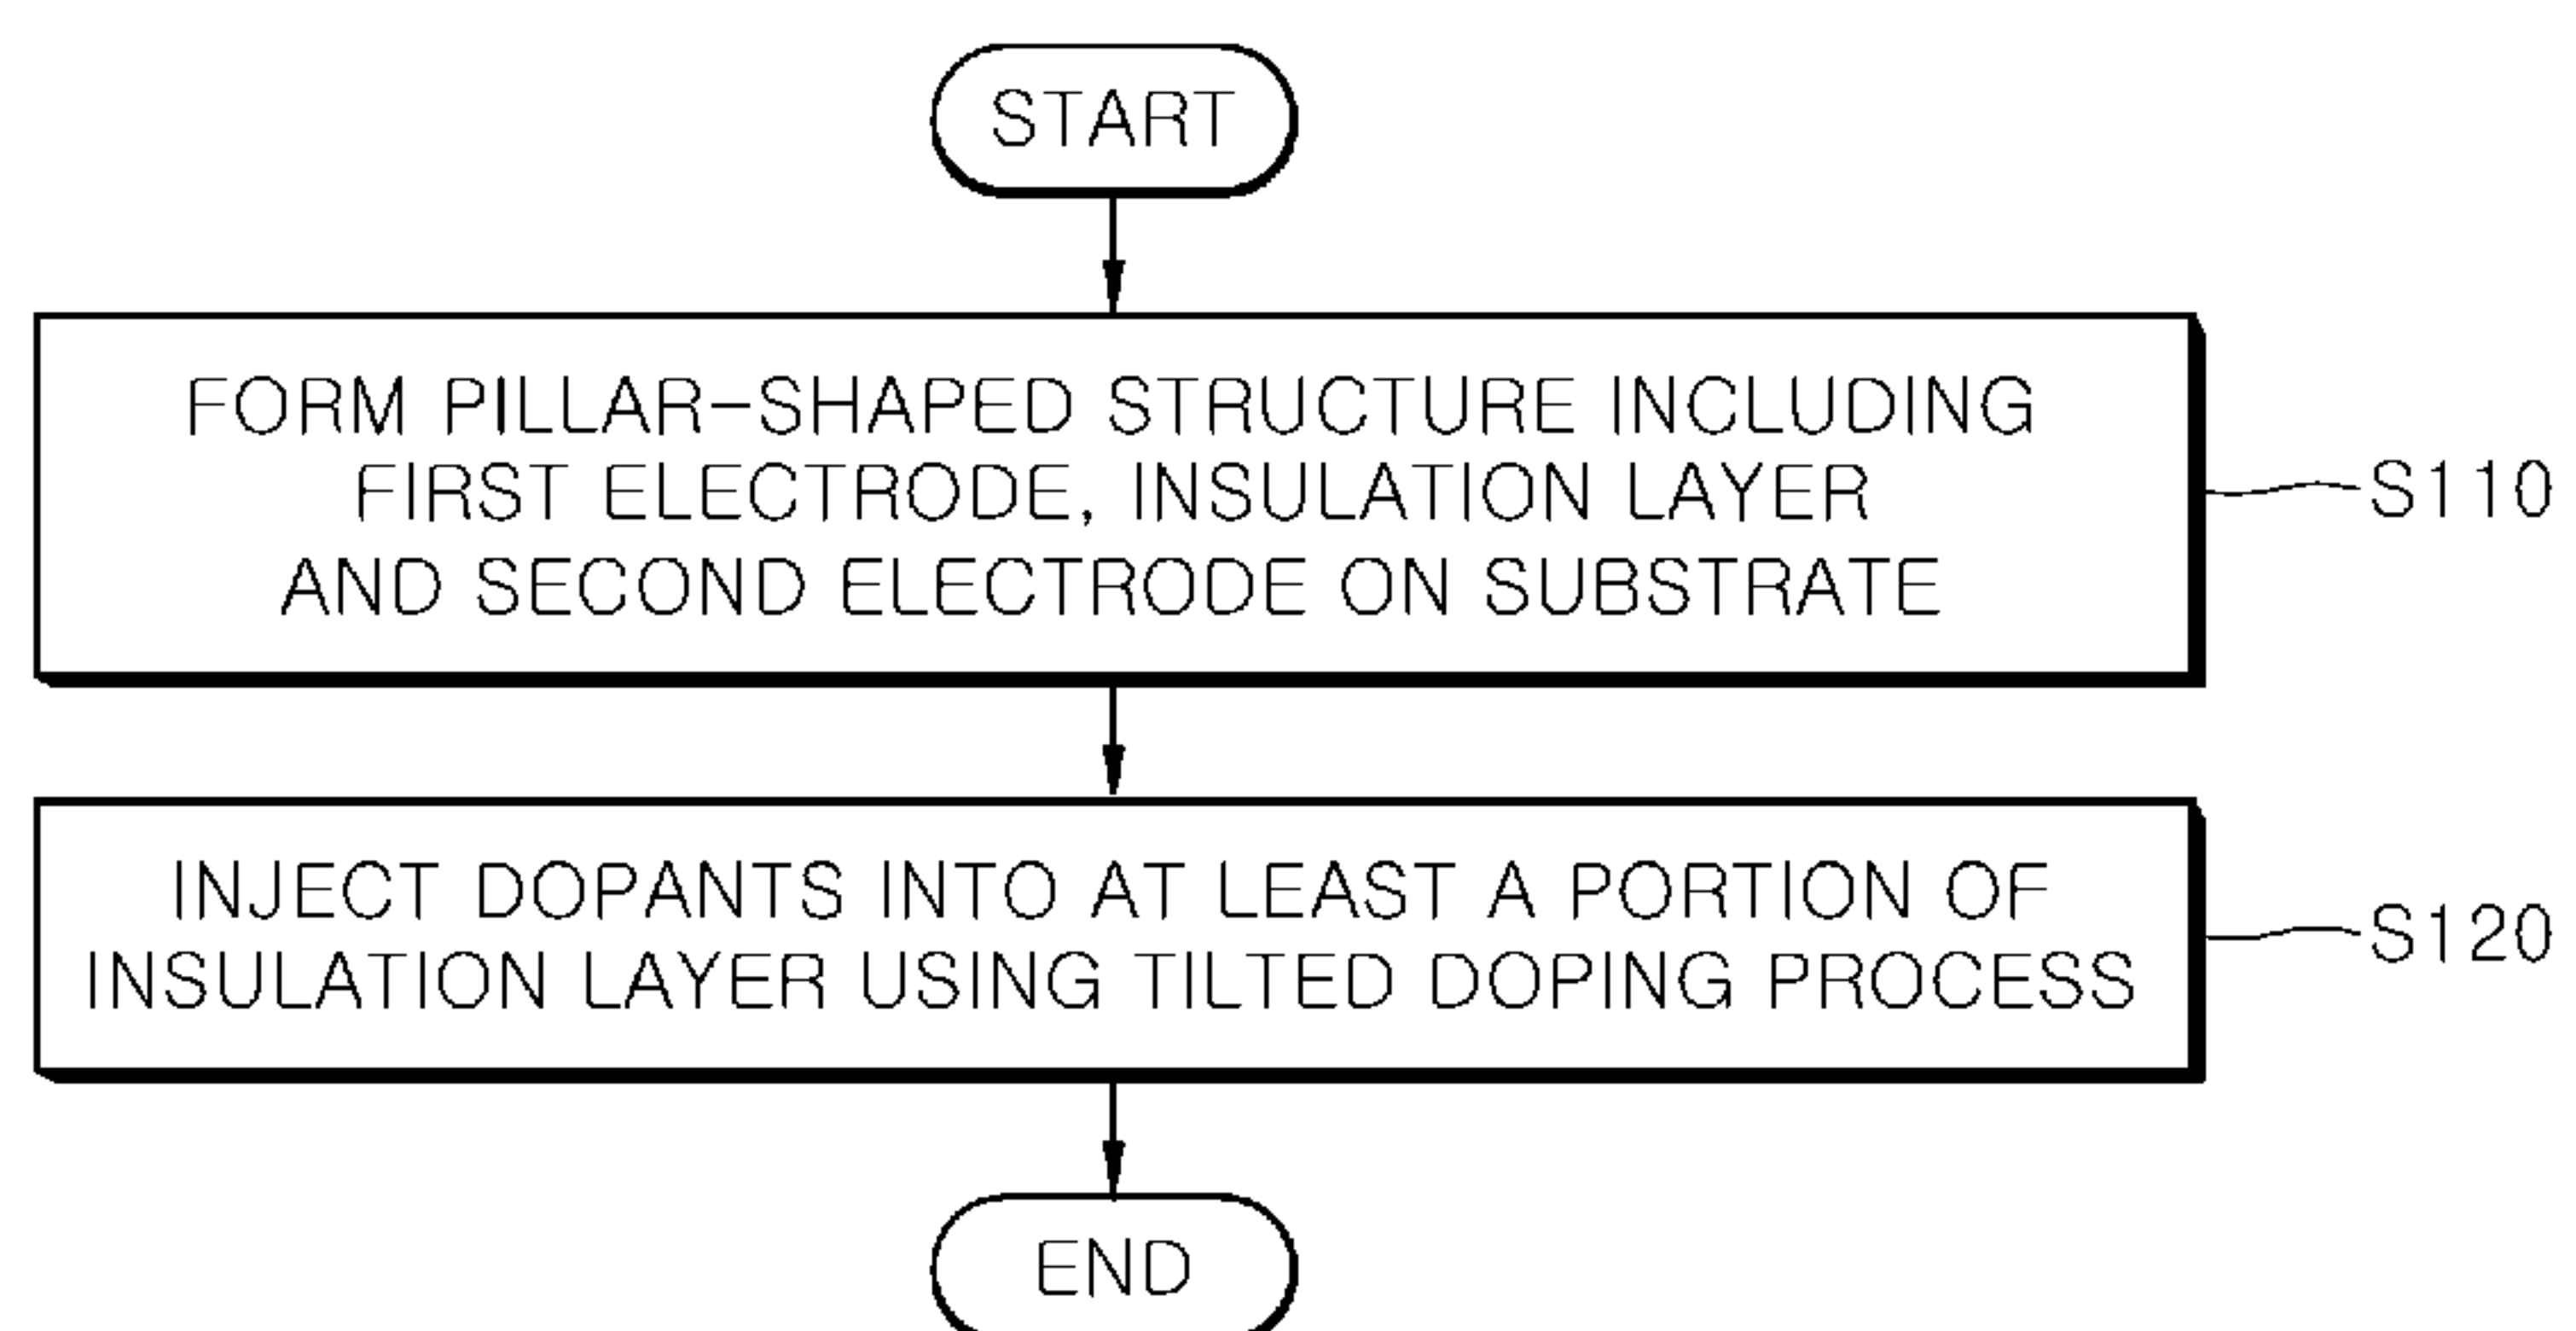 START
FORM PILLAR-SHAPED STRUCTURE INCLUDING
FIRST ELECTRODE, INSULATION LAYER
AND SECOND ELECTRODE ON SUBSTRATE
S110
INJECT DOPANTS INTO AT LEAST A PORTION OF
INSULATION LAYER USING TILTED DOPING PROCESS
S120
END